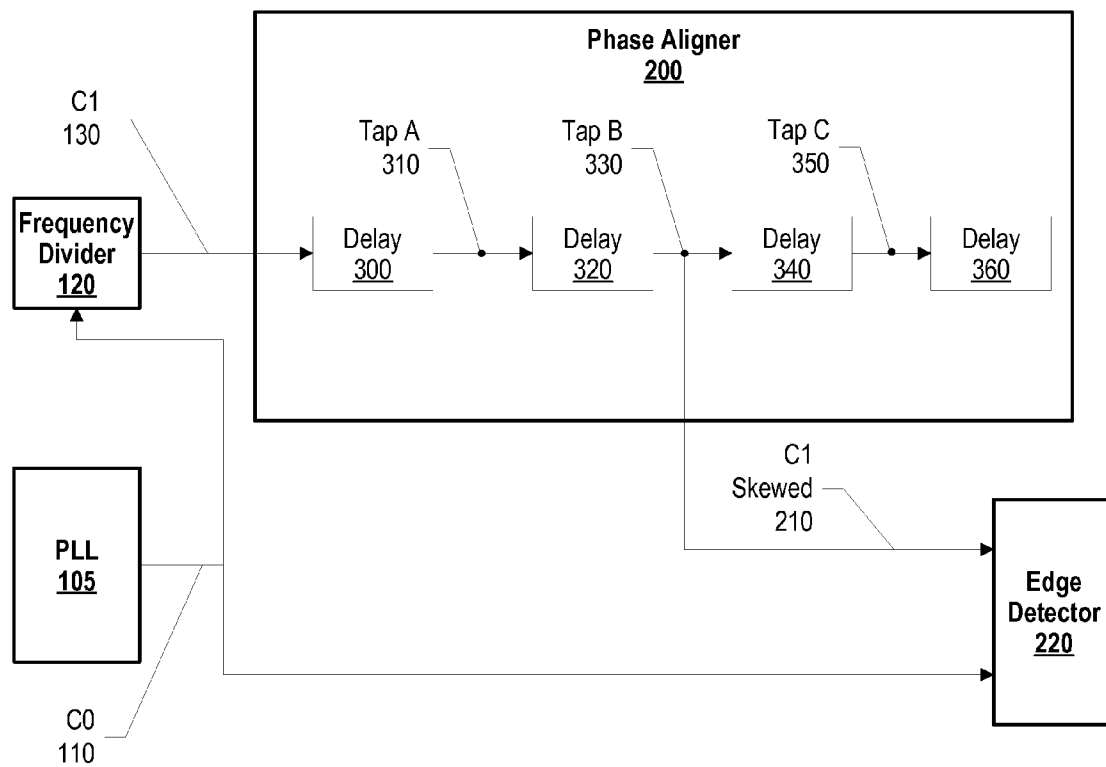 Phase Aligner
200
C1
130
Tap A
310
Tap B
330
Tap C
350
Frequency
Divider
120
Delay
300
Delay
320
Delay
340
Delay
360
C1
Skewed
210
PLL
105
Edge
Detector
220
C0
110